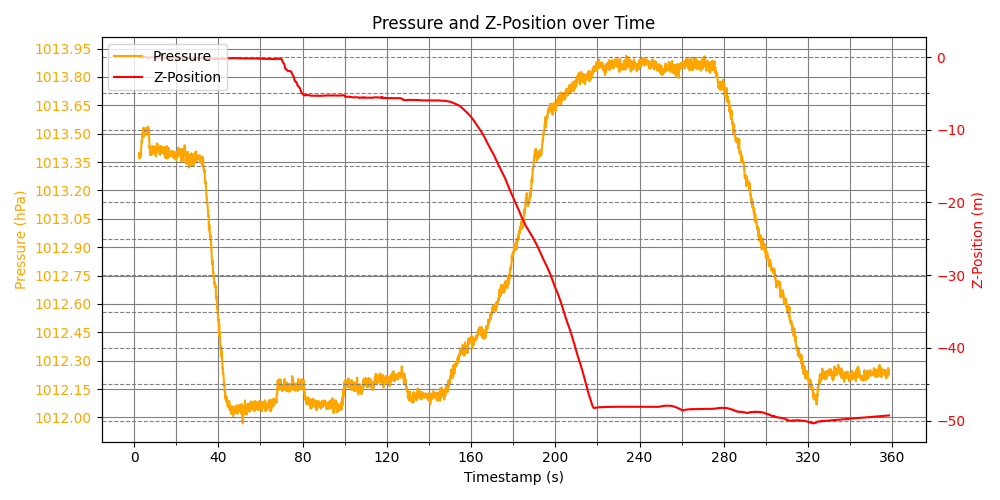 Pressure and Z-Position over Time
Pressure
Z-Position
1013.95
1013.80
1013.65
1013.50
1013.35
1013.20
1013.05
1012.90
1012.75
1012.60
1012.45
1012.30
1012.15
1012.00
Pressure (hPa)
0
−10
−20
−30
−40
−50
Z-Position (m)
0 40 80 120 160 200 240 280 320 360
Timestamp (s)